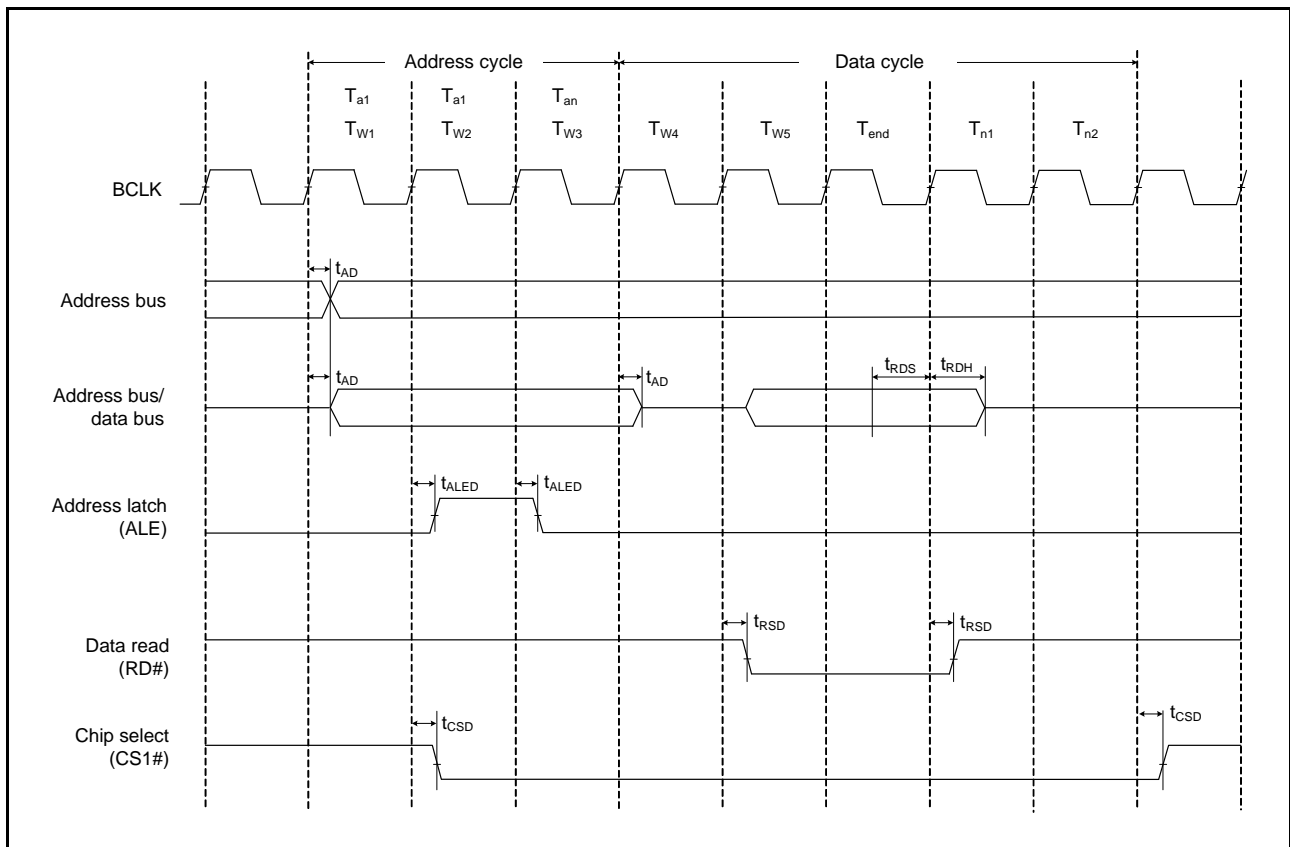 Address cycle Data cycle
Ta1 Ta1 Tan
TW1 TW2 TW3 TW4 TW5 Tend Tn1 Tn2
BCLK
tAD
Address bus
tAD tAD tRDS tRDH
Address bus/
data bus
tALED tALED
Address latch
(ALE)
tRSD tRSD
Data read
(RD#)
tCSD tCSD
Chip select
(CS1#)